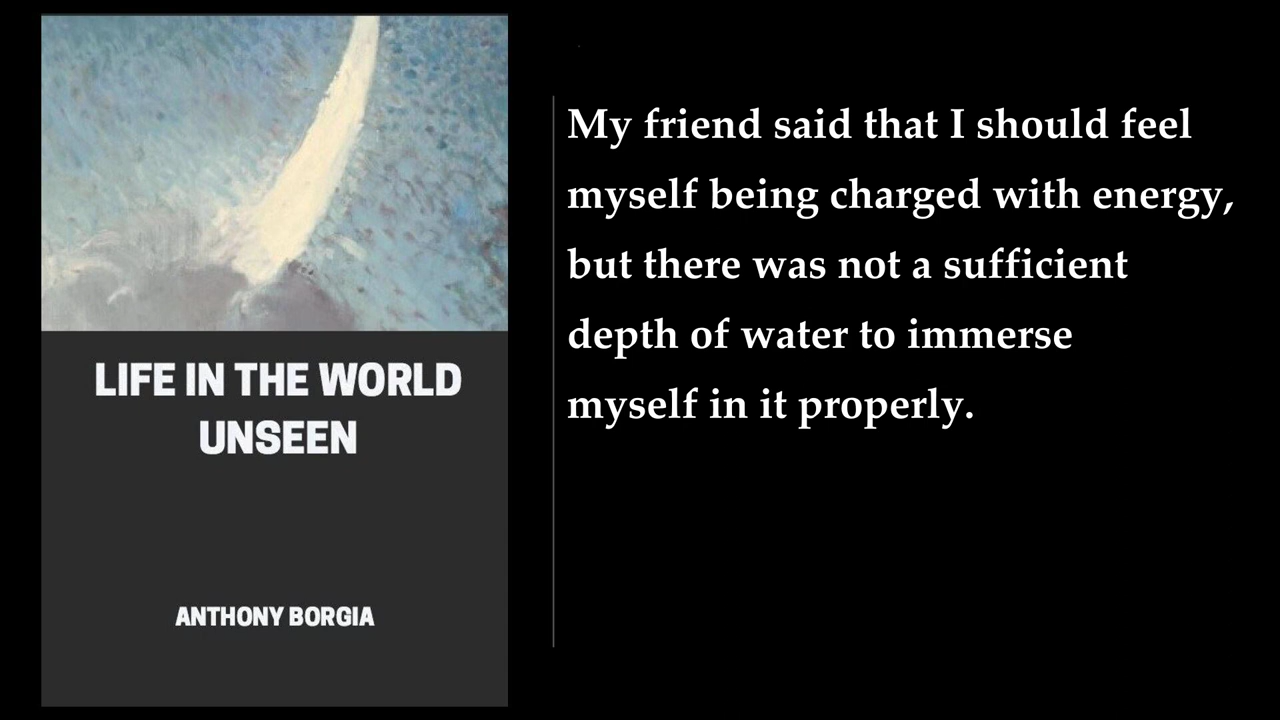 LIFE IN THE WORLD
UNSEEN
ANTHONY BORGIA
My friend said that I should feel
myself being charged with energy,
but there was not a sufficient
depth of water to immerse
myself in it properly.